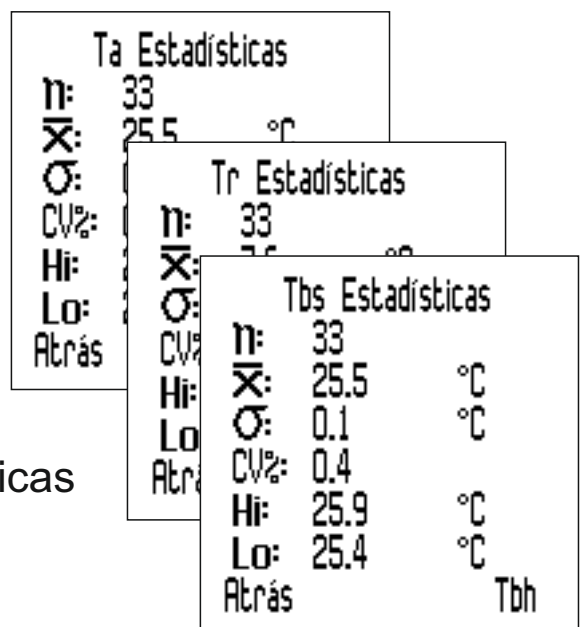 Ta Estadísticas
n: 33
x̅: 25.5 °C
σ:
CV%:
Hi:
Lo:
Atrás
Tr Estadísticas
n: 33
x̅:
σ:
Hi:
Tbs Estadísticas
n: 33
x̅: 25.5 °C
σ: 0.1 °C
CV%: 0.4
Hi: 25.9 °C
Lo: 25.4 °C
Atrás Tbh
icas